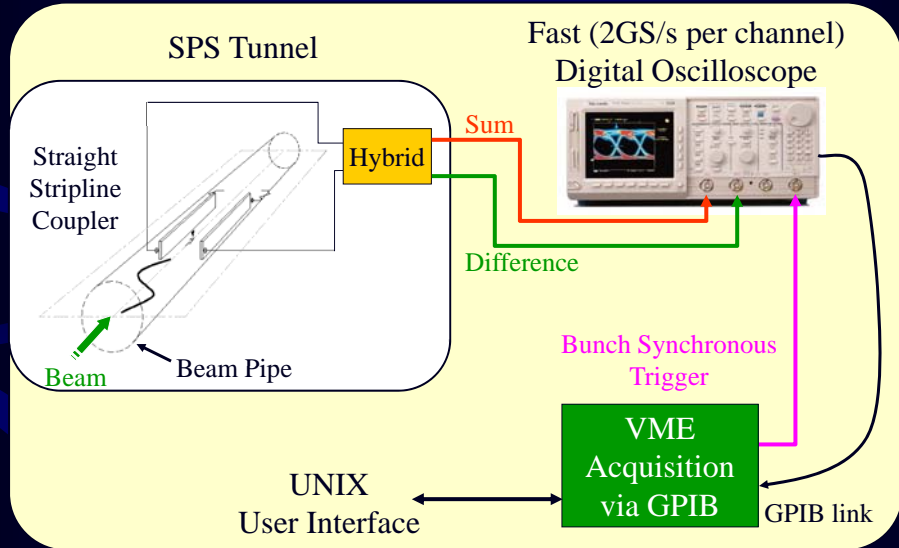 SPS Tunnel
Fast (2GS/s per channel)
Digital Oscilloscope
Straight
Stripline
Coupler
Hybrid
Sum
Difference
Beam
Beam Pipe
Bunch Synchronous
Trigger
VME
Acquisition
via GPIB
UNIX
User Interface
GPIB link